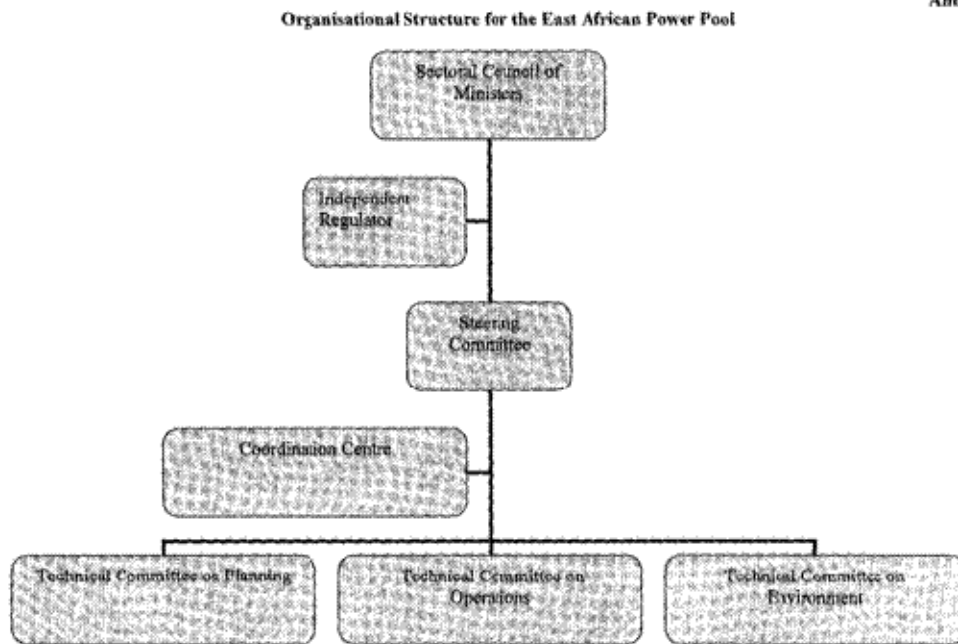 Organisational Structure for the East African Power Pool
Sectoral Council of
Ministers
Independent
Regulator
Steering
Committee
Coordination Centre
Technical Committee on Planning
Technical Committee on
Operations
Technical Committee on
Environment